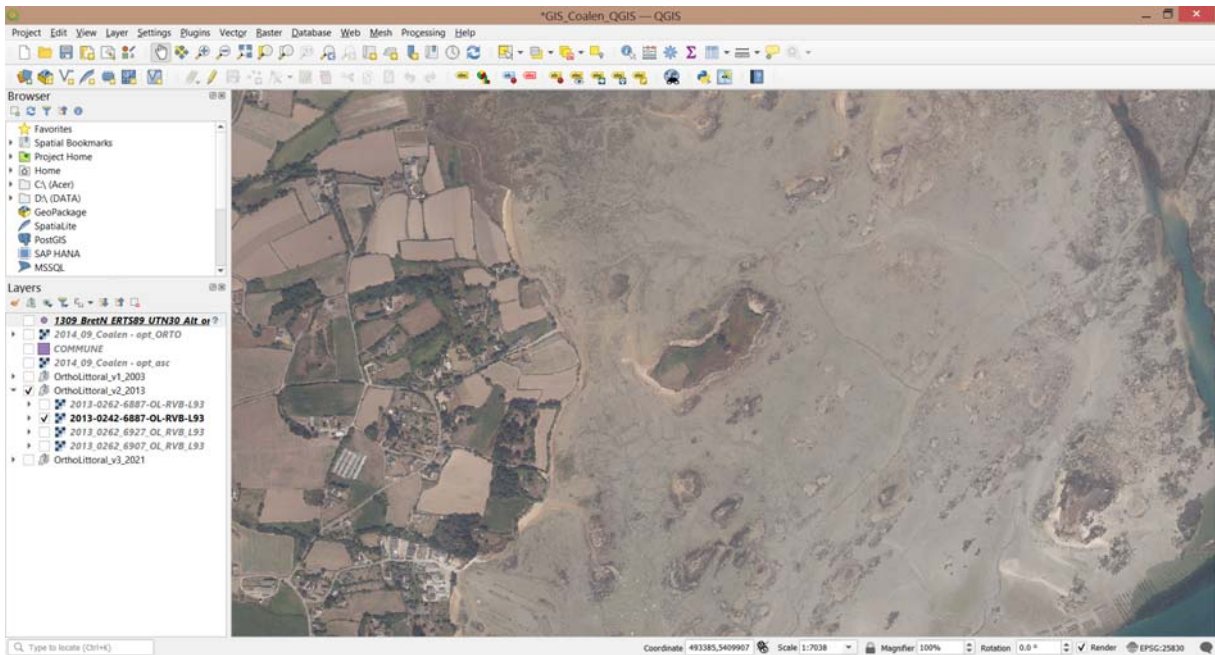 *GIS_Coalen_QGIS — QGIS
Project Edit View Layer Settings Plugins Vector Raster Database Web Mesh Processing Help
Browser
Favorites
Spatial Bookmarks
Project Home
Home
C:\ (Acer)
D:\ (DATA)
GeoPackage
SpatiaLite
PostGIS
SAP HANA
MSSQL
Layers
1309_BretN_ERTS89_UTN30_Alt_or ?
2014_09_Coalen - opt_ORTO
COMMUNE
2014_09_Coalen - opt_asc
OrthoLittoral_v1_2003
OrthoLittoral_v2_2013
2013-0262-6887-OL-RVB-L93
2013-0242-6887-OL-RVB-L93
2013_0262_6927_OL_RVB_L93
2013_0262_6907_OL_RVB_L93
OrthoLittoral_v3_2021
Type to locate (Ctrl+K) Coordinate 493385,5409907 Scale 1:7038 Magnifier 100% Rotation 0.0 ° Render EPSG:25830